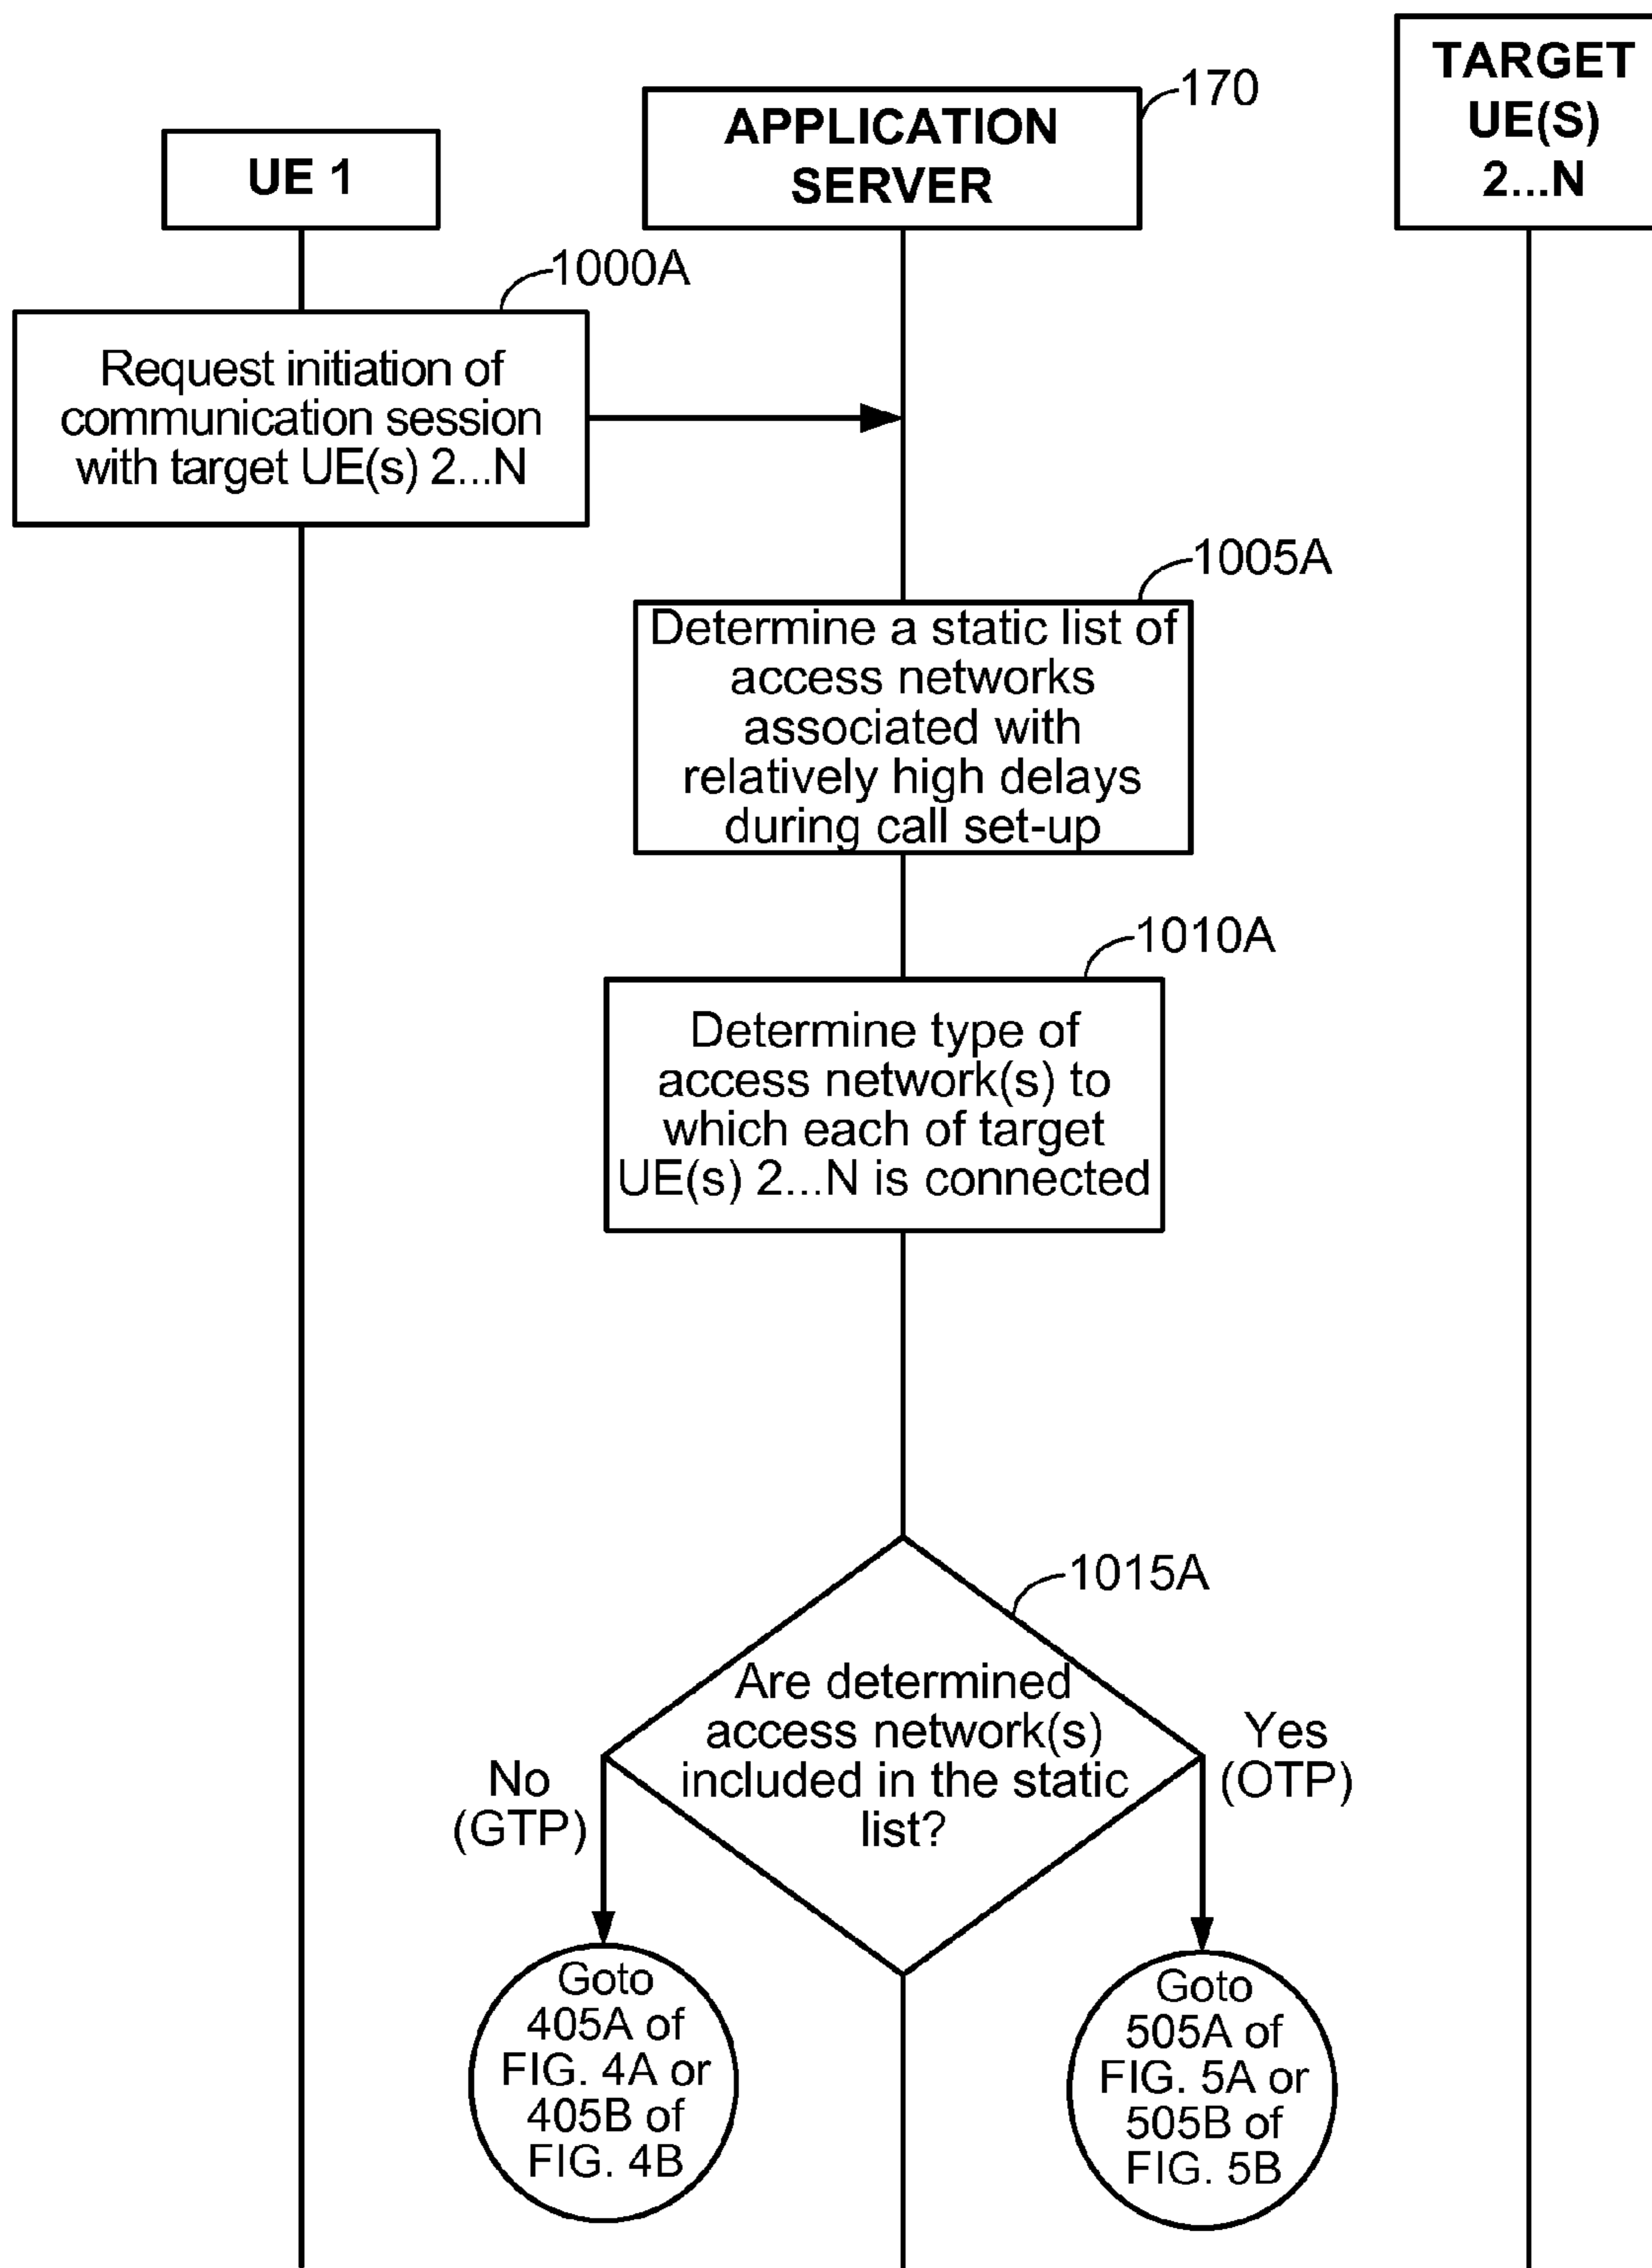 TARGET
UE(S)
2...N
170
APPLICATION
SERVER
UE 1
1000A
Request initiation of
communication session
with target UE(s) 2...N
1005A
Determine a static list of
access networks
associated with
relatively high delays
during call set-up
1010A
Determine type of
access network(s) to
which each of target
UE(s) 2...N is connected
1015A
Are determined
access network(s)
included in the static
list?
No
(GTP)
Yes
(OTP)
Goto
405A of
FIG. 4A or
405B of
FIG. 4B
Goto
505A of
FIG. 5A or
505B of
FIG. 5B